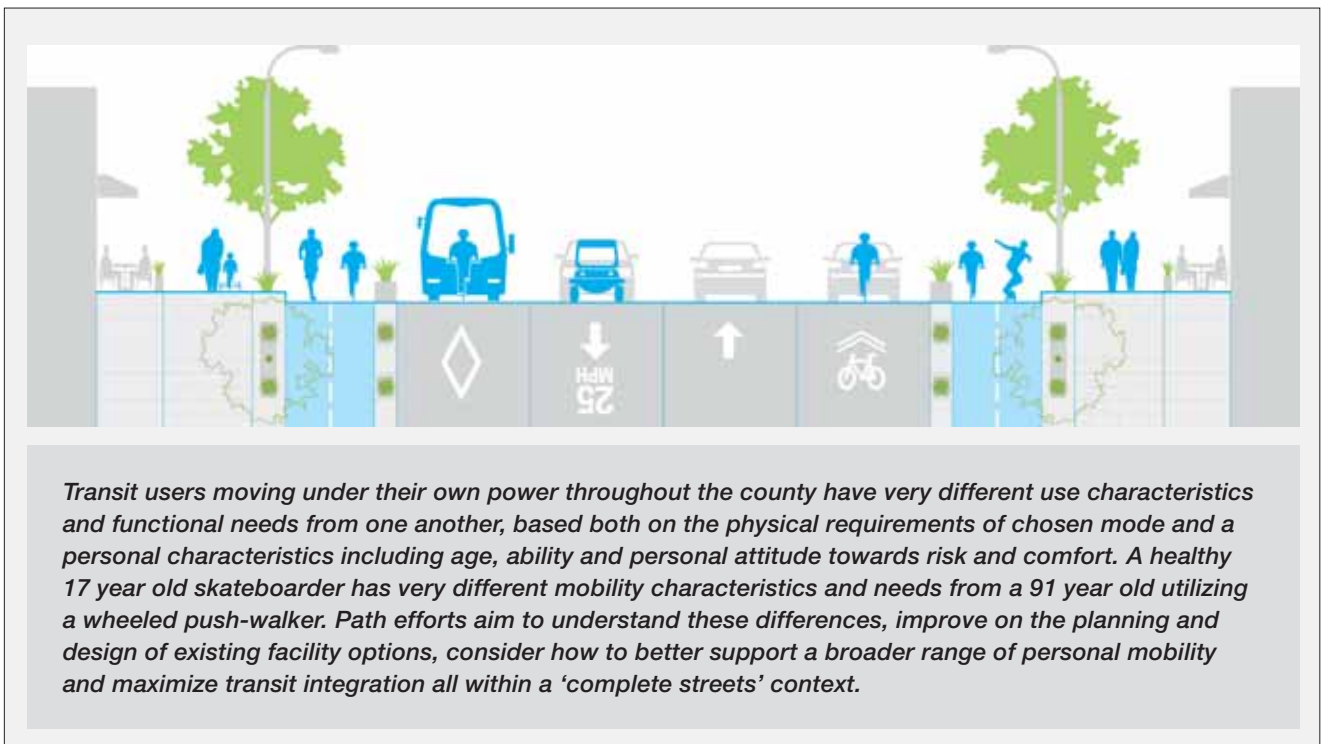 25
MPH
Transit users moving under their own power throughout the county have very different use characteristics
and functional needs from one another, based both on the physical requirements of chosen mode and a
personal characteristics including age, ability and personal attitude towards risk and comfort. A healthy
17 year old skateboarder has very different mobility characteristics and needs from a 91 year old utilizing
a wheeled push-walker. Path efforts aim to understand these differences, improve on the planning and
design of existing facility options, consider how to better support a broader range of personal mobility
and maximize transit integration all within a ‘complete streets’ context.